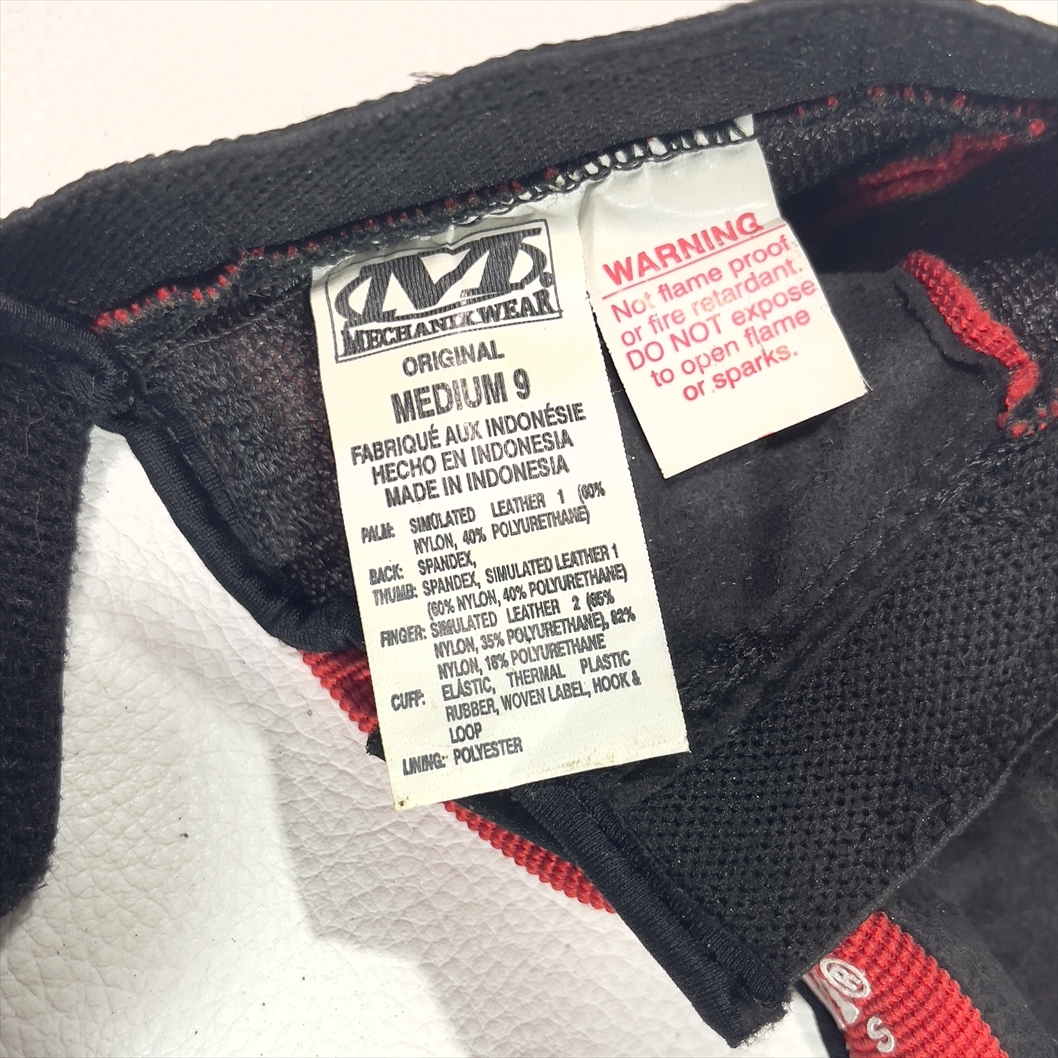 M.
MECHANIX WEAR
ORIGINAL
MEDIUM 9
FABRIQUÉ AUX INDONÉSIE
HECHO EN INDONESIA
MADE IN INDONESIA
PALM: SIMULATED LEATHER 1 (60%
NYLON, 40% POLYURETHANE)
BACK: SPANDEX,
THUMB: SPANDEX, SIMULATED LEATHER 1
(60% NYLON, 40% POLYURETHANE)
FINGER: SIMULATED LEATHER 2 (65%
NYLON, 35% POLYURETHANE), 82%
NYLON, 18% POLYURETHANE
CUFF: ELASTIC, THERMAL PLASTIC
RUBBER, WOVEN LABEL, HOOK &
LOOP
LINING: POLYESTER
WARNING
Not flame proof
or fire retardant.
DO NOT expose
to open flame
or sparks.
®
S